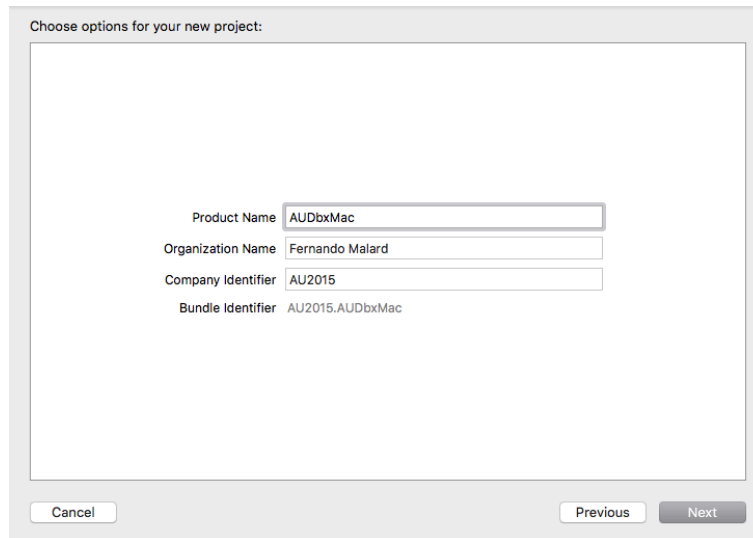 Choose options for your new project:
Product Name AUDbxMac
Organization Name Fernando Malard
Company Identifier AU2015
Bundle Identifier AU2015.AUDbxMac
Cancel Previous Next